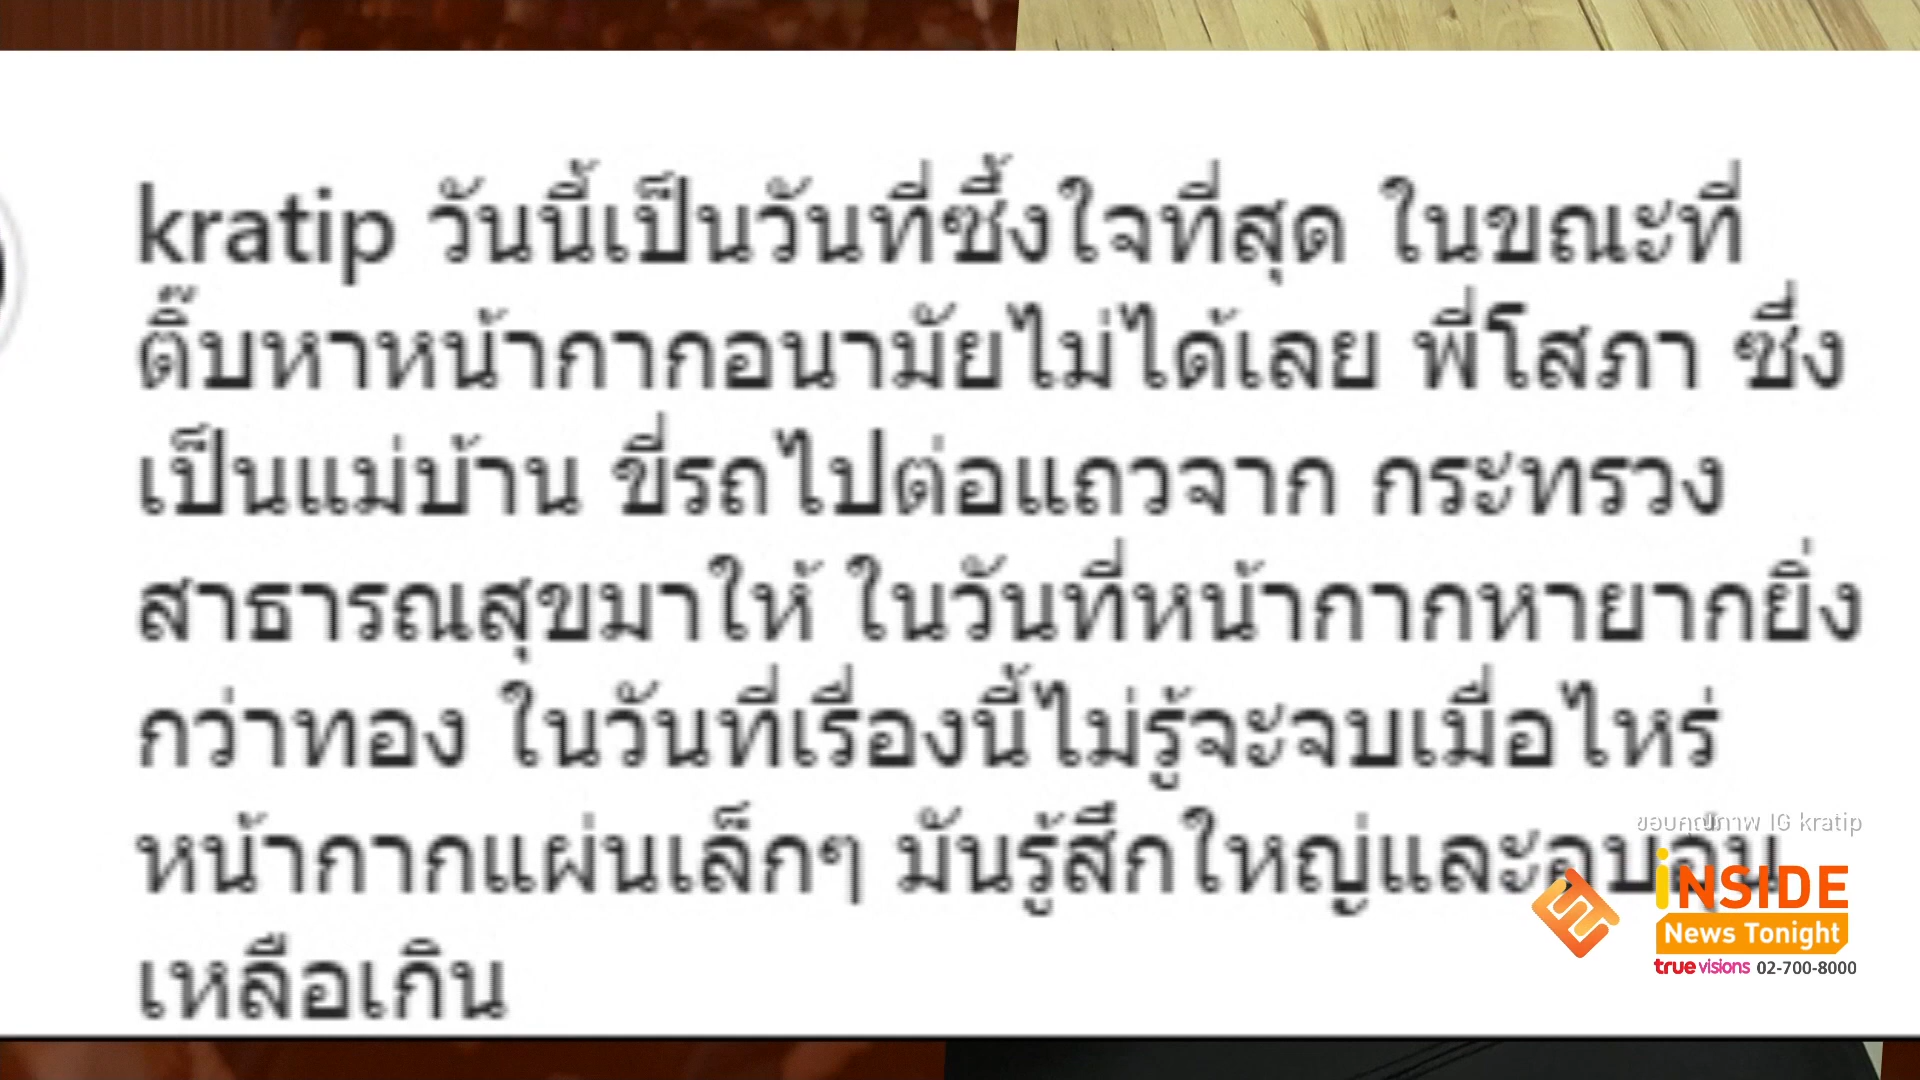 kratip วันนี้เป็นวันที่ซึ้งใจที่สุด ในขณะที่
ติ๊บหาหน้ากากอนามัยไม่ได้เลย พี่โสภา ซึ่ง
เป็นแม่บ้าน ขี่รถไปต่อแถวจาก กระทรวง
สาธารณสุขมาให้ ในวันที่หน้ากากหายากยิ่ง
กว่าทอง ในวันที่เรื่องนี้ไม่รู้จะจบเมื่อไหร่
หน้ากากแผ่นเล็กๆ มันรู้สึกใหญ่และอบอุ่น
เหลือเกิน
ขอบคุณภาพ IG kratip
iNSIDE
News Tonight
truevisions 02-700-8000